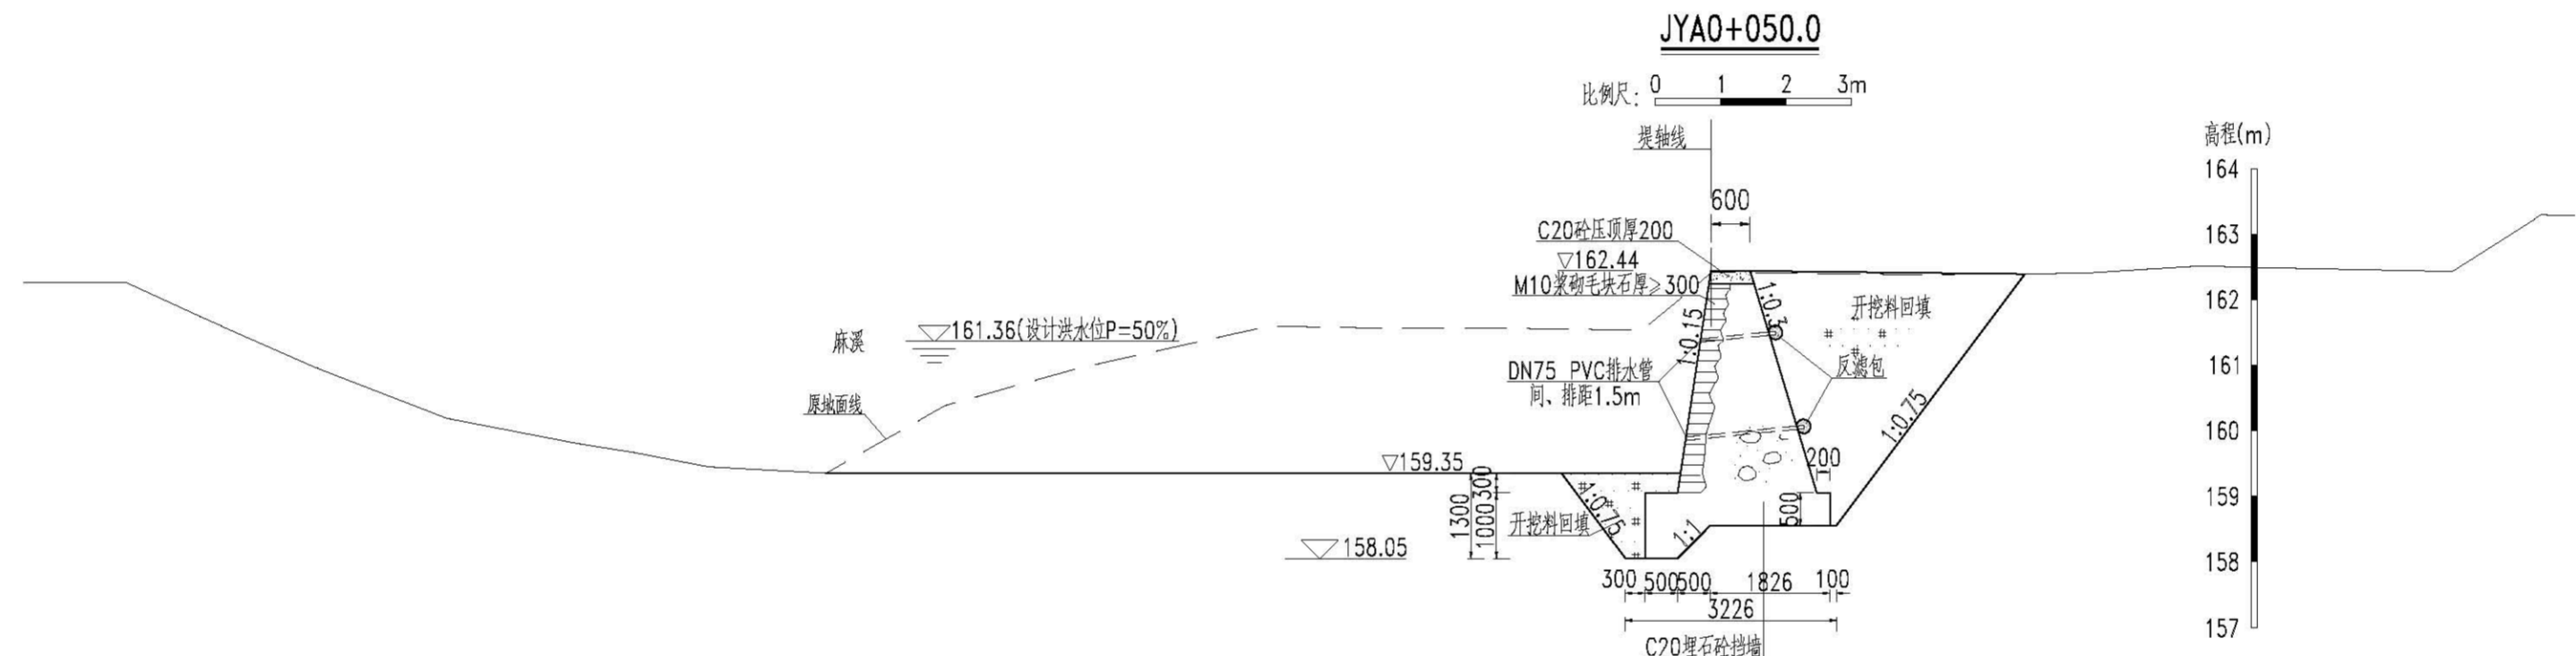 JYA0+050.0
比例尺: 0 1 2 3m
堤轴线
高程(m)
164
163
162
161
160
159
158
157
600
C20砼压顶厚200
▽162.44
M10浆砌毛块石厚≥300
1:0.15
1:0.3
开挖料回填
麻溪
161.36(设计洪水位P=50%)
DN75 PVC排水管
间、排距1.5m
反滤包
原地面线
1:0.75
▽159.35
200
300
1300
1000
500
1:0.75
开挖料回填
1:1
158.05
300 500 500 1826 100
3226
C20埋石砼挡墙